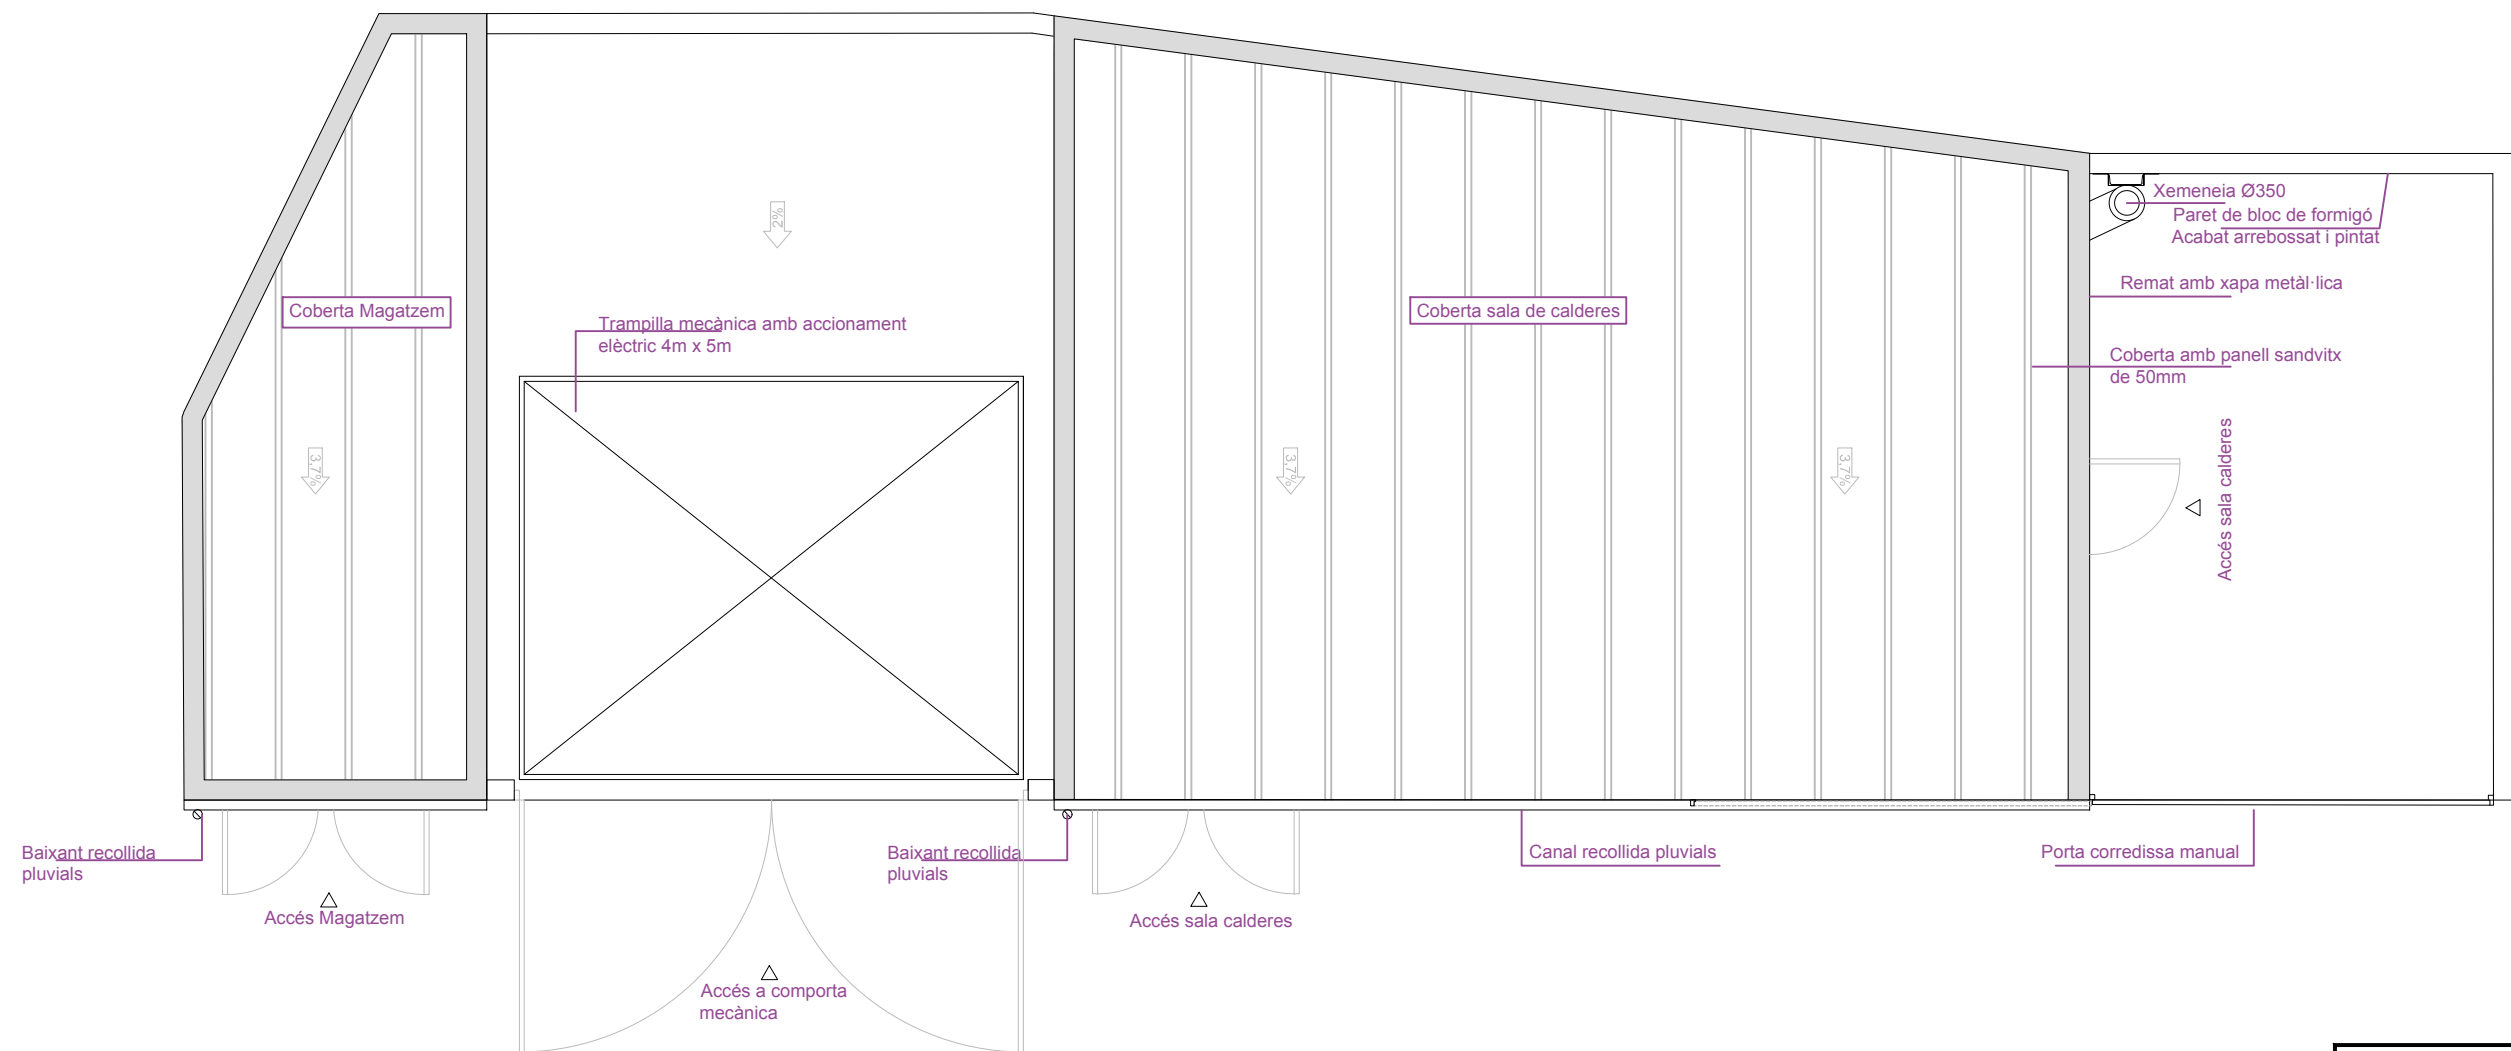 Xemeneia Ø350
Paret de bloc de formigó
Acabat arrebossat i pintat
2%
Remat amb xapa metàl·lica
Coberta Magatzem
Trampilla mecànica amb accionament
elèctric 4m x 5m
Coberta sala de calderes
Coberta amb panell sandvitx
de 50mm
3,7%
3,7%
3,7%
Accés sala calderes
Baixant recollida
pluvials
Baixant recollida
pluvials
Canal recollida pluvials
Porta corredissa manual
Accés Magatzem
Accés sala calderes
Accés a comporta
mecànica